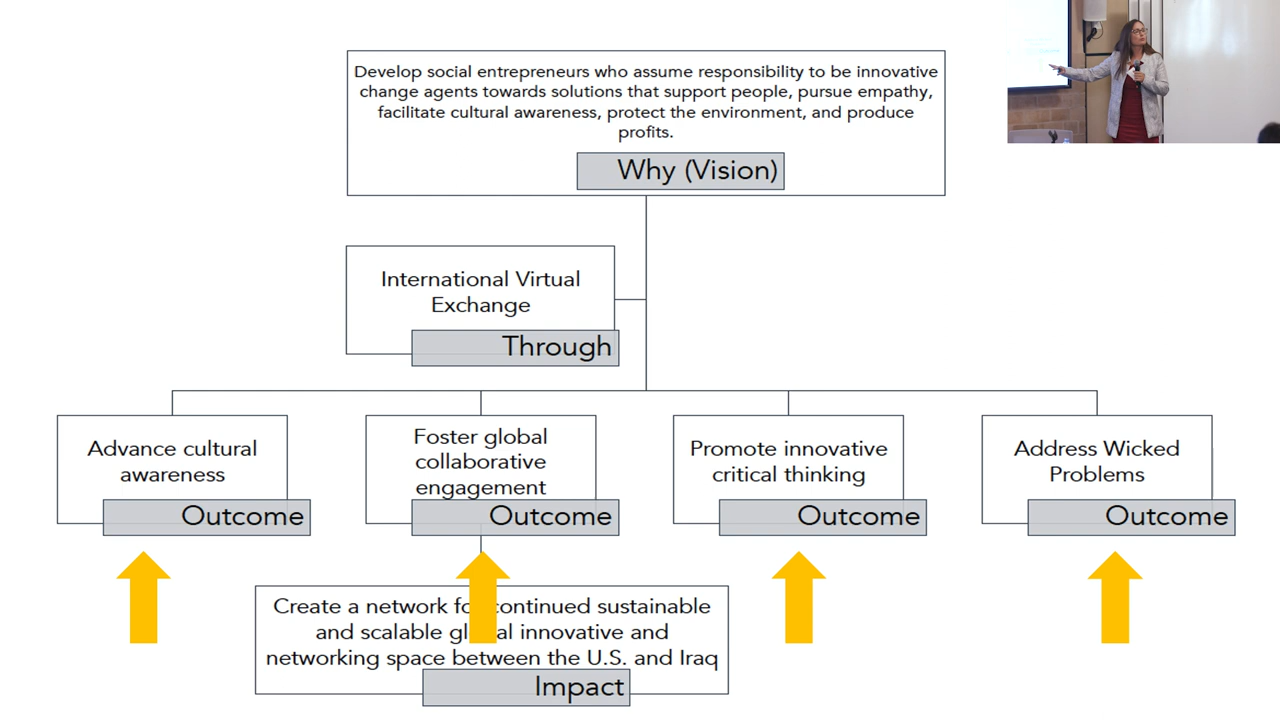 Develop social entrepreneurs who assume responsibility to be innovative
change agents towards solutions that support people, pursue empathy,
facilitate cultural awareness, protect the environment, and produce
profits.
Why (Vision)
International Virtual
Exchange
Through
Advance cultural
awareness
Outcome
Foster global
collaborative
engagement
Outcome
Promote innovative
critical thinking
Outcome
Address Wicked
Problems
Outcome
Create a network continued sustainable
and scalable innovative and
networking space between the U.S. and Iraq
Impact